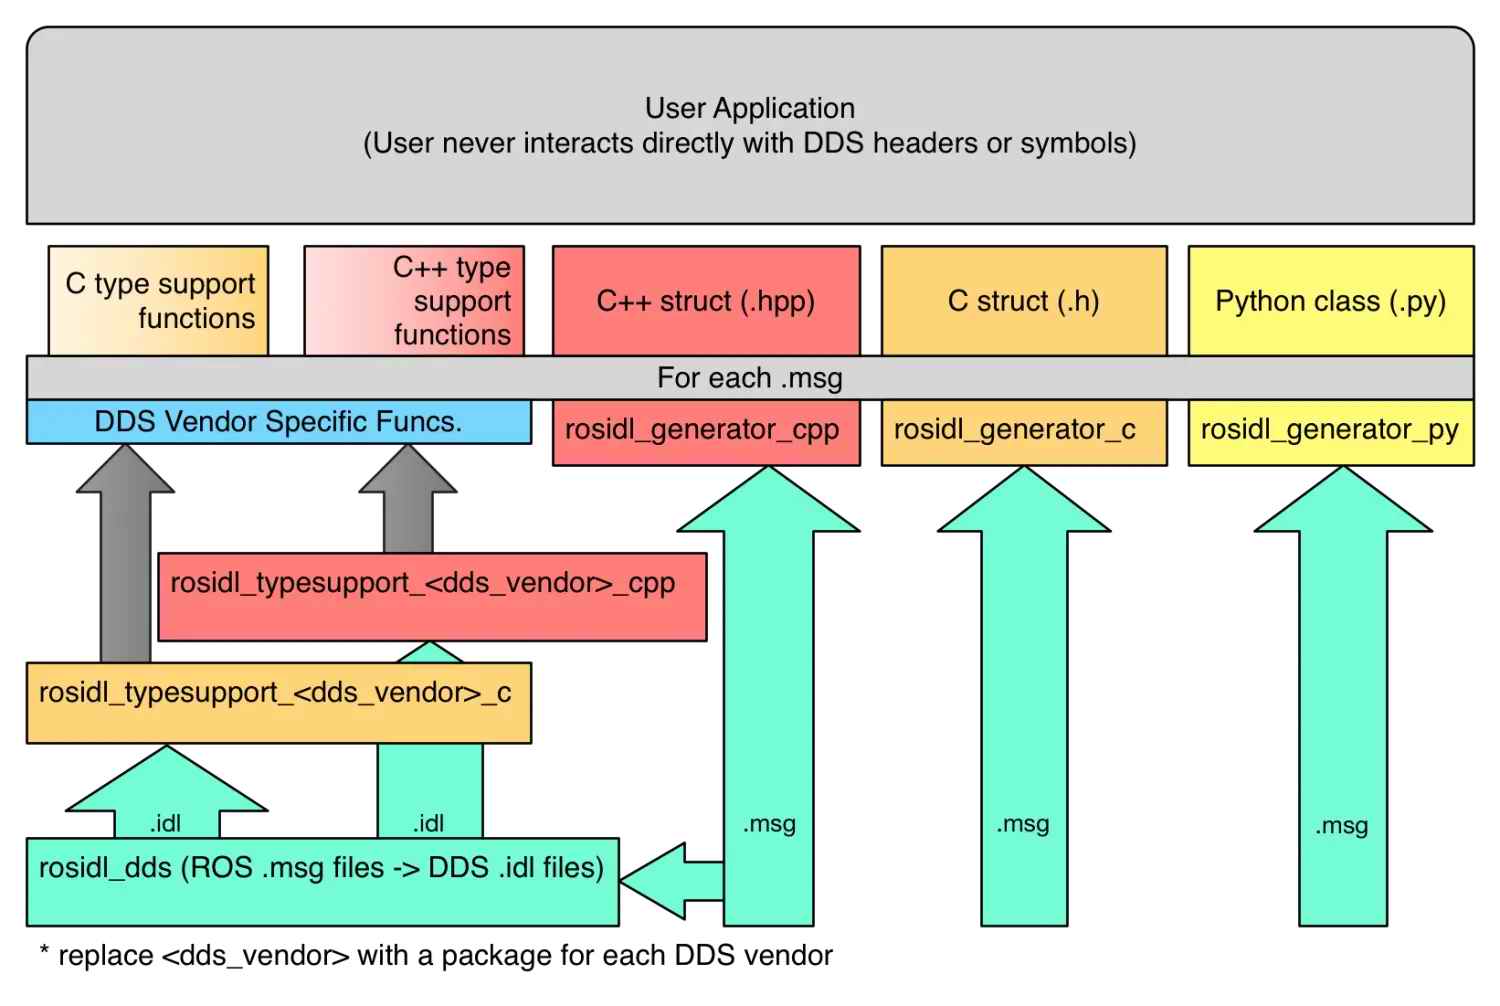 User Application
(User never interacts directly with DDS headers or symbols)
C type support
functions
C++ type
support
functions
C++ struct (.hpp)
C struct (.h)
Python class (.py)
For each .msg
DDS Vendor Specific Funcs.
rosidl_generator_cpp
rosidl_generator_c
rosidl_generator_py
rosidl_typesupport_<dds_vendor>_cpp
rosidl_typesupport_<dds_vendor>_c
.idl
.idl
.msg
.msg
.msg
rosidl_dds (ROS .msg files -> DDS .idl files)
* replace <dds_vendor> with a package for each DDS vendor